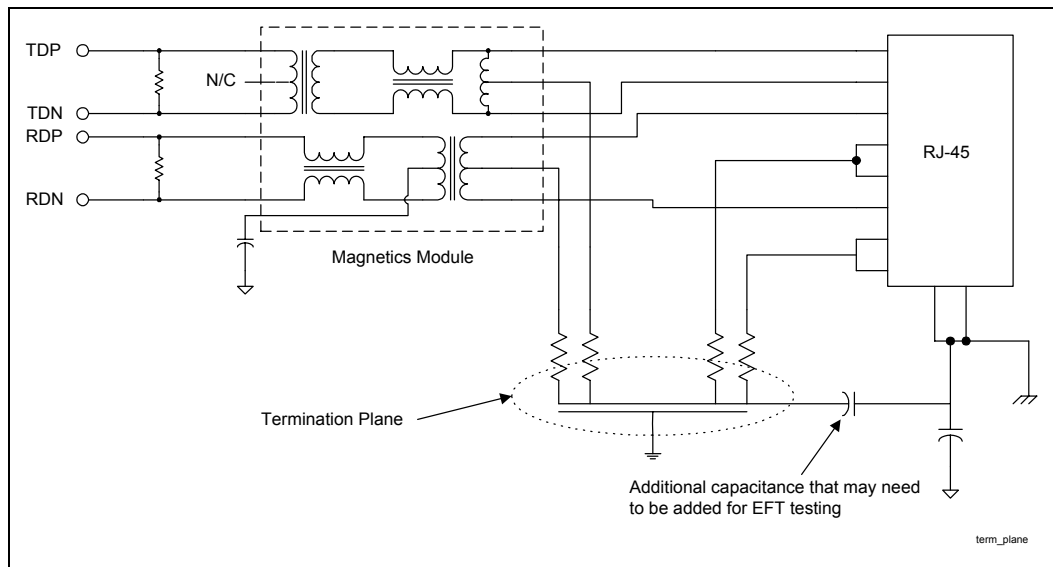 TDP
N/C
TDN
RDP
RDN
RJ-45
Magnetics Module
Termination Plane
Additional capacitance that may need
to be added for EFT testing
term_plane